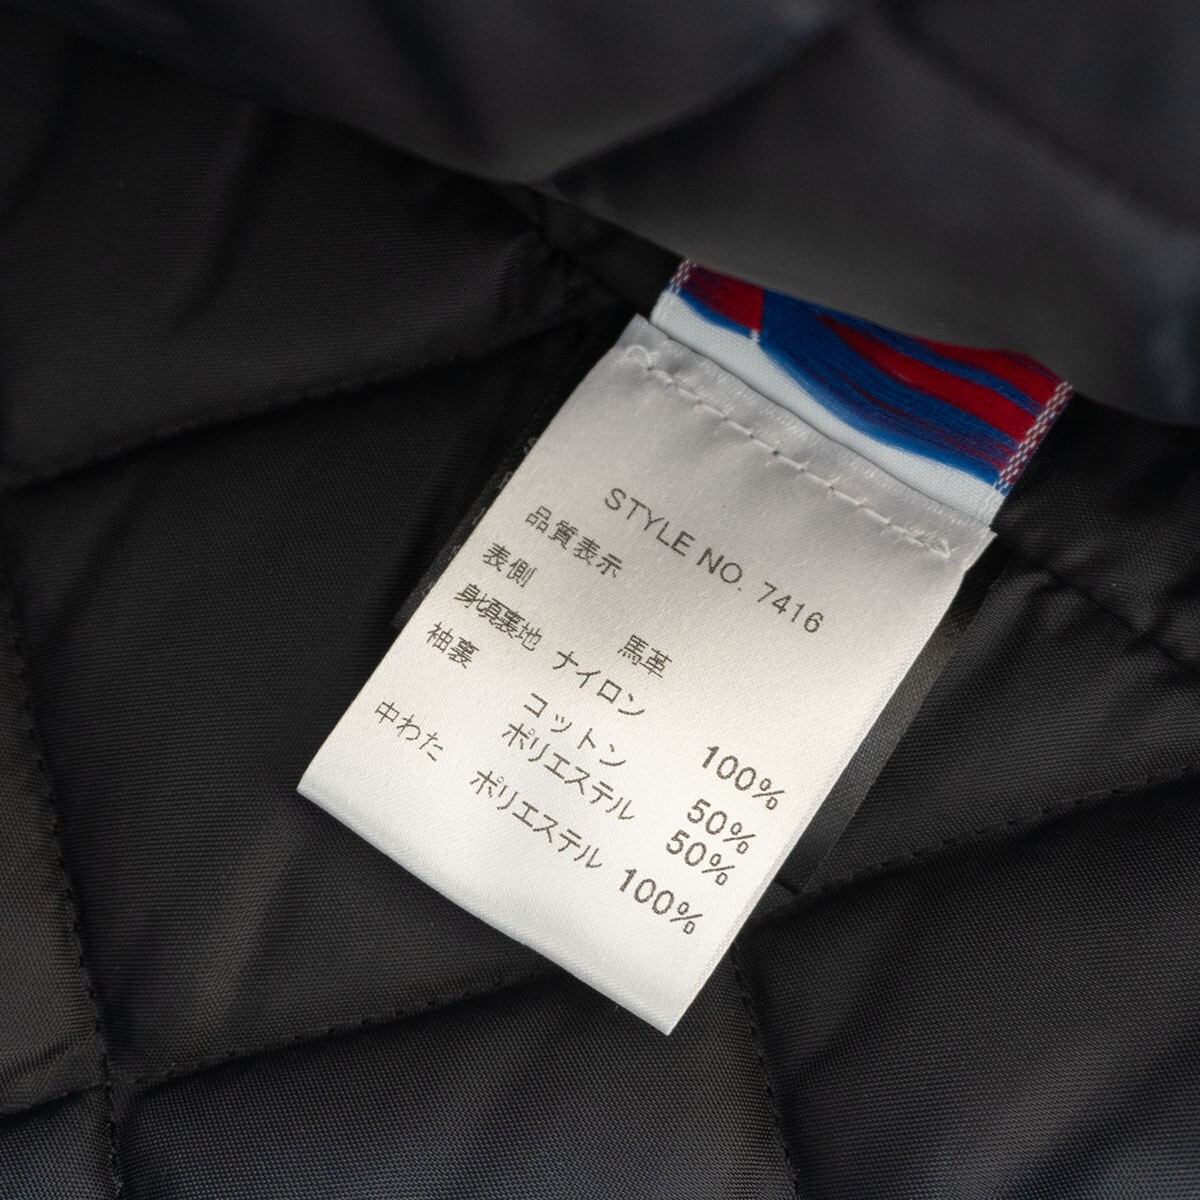 STYLE NO. 7416
品質表示
表側 馬革
裏地 ナイロン 100%
袖裏 コットン 50%
ポリエステル 50%
中わた ポリエステル 100%